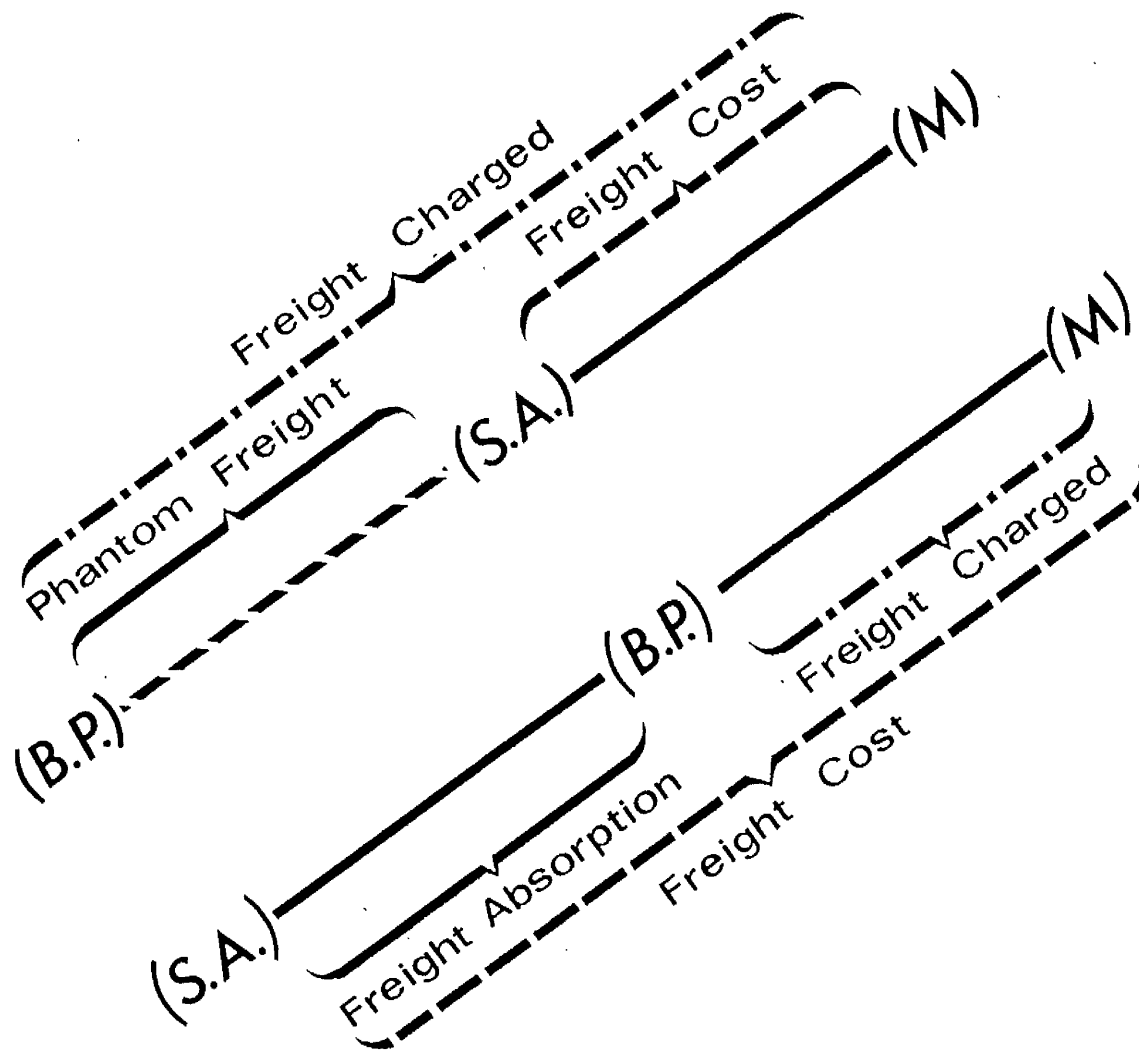 Freight Charged
Freight Cost
Phantom Freight
(B.P.) (S.A.) (M)
(S.A.) (B.P.) (M)
Freight Charged
Freight Absorption
Freight Cost